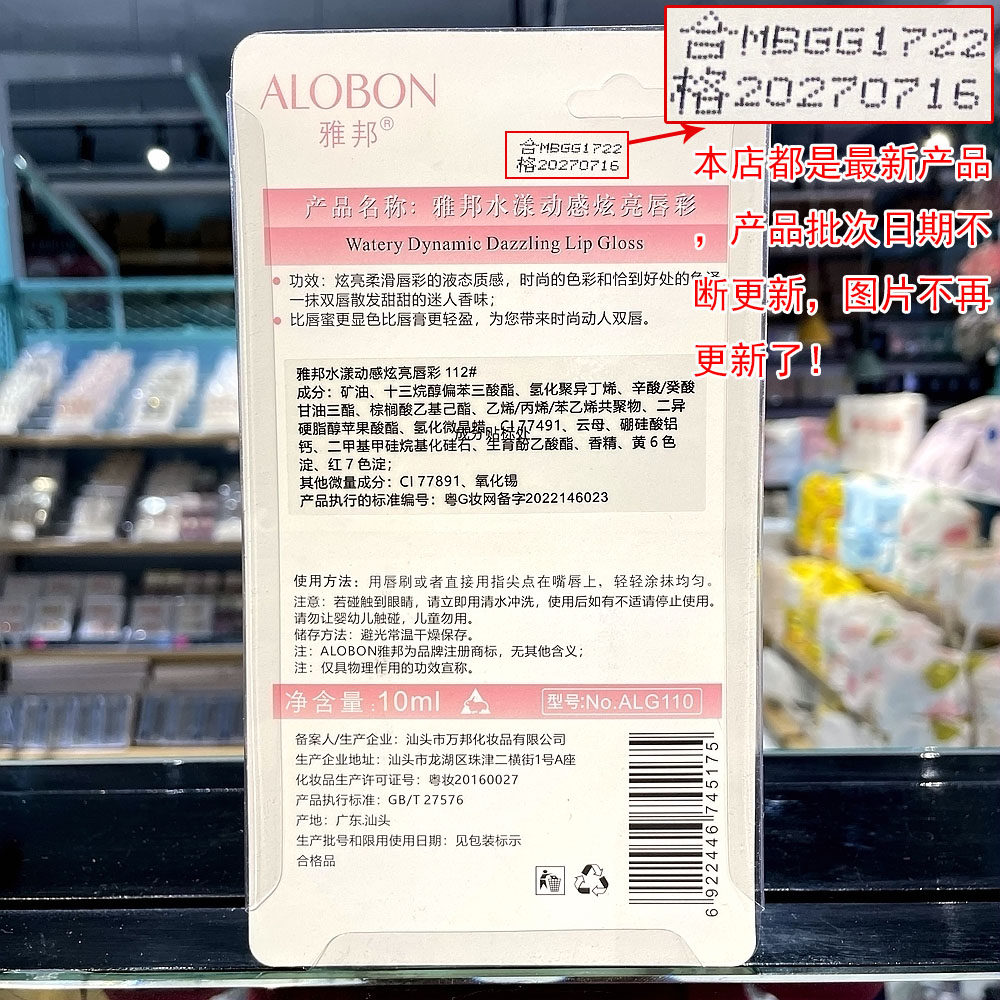 合MBGG1722
格20270716
ALOBON
雅邦®
合MBGG1722
格20270716
本店都是最新产品
，产品批次日期不
断更新，图片不再
更新了！
产品名称：雅邦水漾动感炫亮唇彩
Watery Dynamic Dazzling Lip Gloss
功效：炫亮柔滑唇彩的液态质感，时尚的色彩和恰到好处的色泽
一抹双唇散发甜甜的迷人香味；
比唇蜜更显色比唇膏更轻盈，为您带来时尚动人双唇。
雅邦水漾动感炫亮唇彩 112#
成分：矿油、十三烷醇偏苯三酸酯、氢化聚异丁烯、辛酸/癸酸
甘油三酯、棕榈酸乙基己酯、乙烯/丙烯/苯乙烯共聚物、二异
硬脂醇苹果酸酯、氢化微晶蜡、CI 77491、云母、硼硅酸铝
成分贴标处
钙、二甲基甲硅烷基化硅石、生育酚乙酸酯、香精、黄 6 色
淀、红 7 色淀；
其他微量成分：CI 77891、氧化锡
产品执行的标准编号：粤G妆网备字2022146023
使用方法：用唇刷或者直接用指尖点在嘴唇上，轻轻涂抹均匀。
注意：若碰触到眼睛，请立即用清水冲洗，使用后如有不适请停止使用。
请勿让婴幼儿触碰，儿童勿用。
储存方法：避光常温干燥保存。
注：ALOBON雅邦为品牌注册商标，无其他含义；
注：仅具物理作用的功效宣称。
净含量：10ml
型号：No.ALG110
备案人/生产企业：汕头市万邦化妆品有限公司
生产企业地址：汕头市龙湖区珠津二横街1号A座
化妆品生产许可证号：粤妆20160027
产品执行标准：GB/T 27576
产地：广东.汕头
生产批号和限用使用日期：见包装标示
合格品
6922446745175